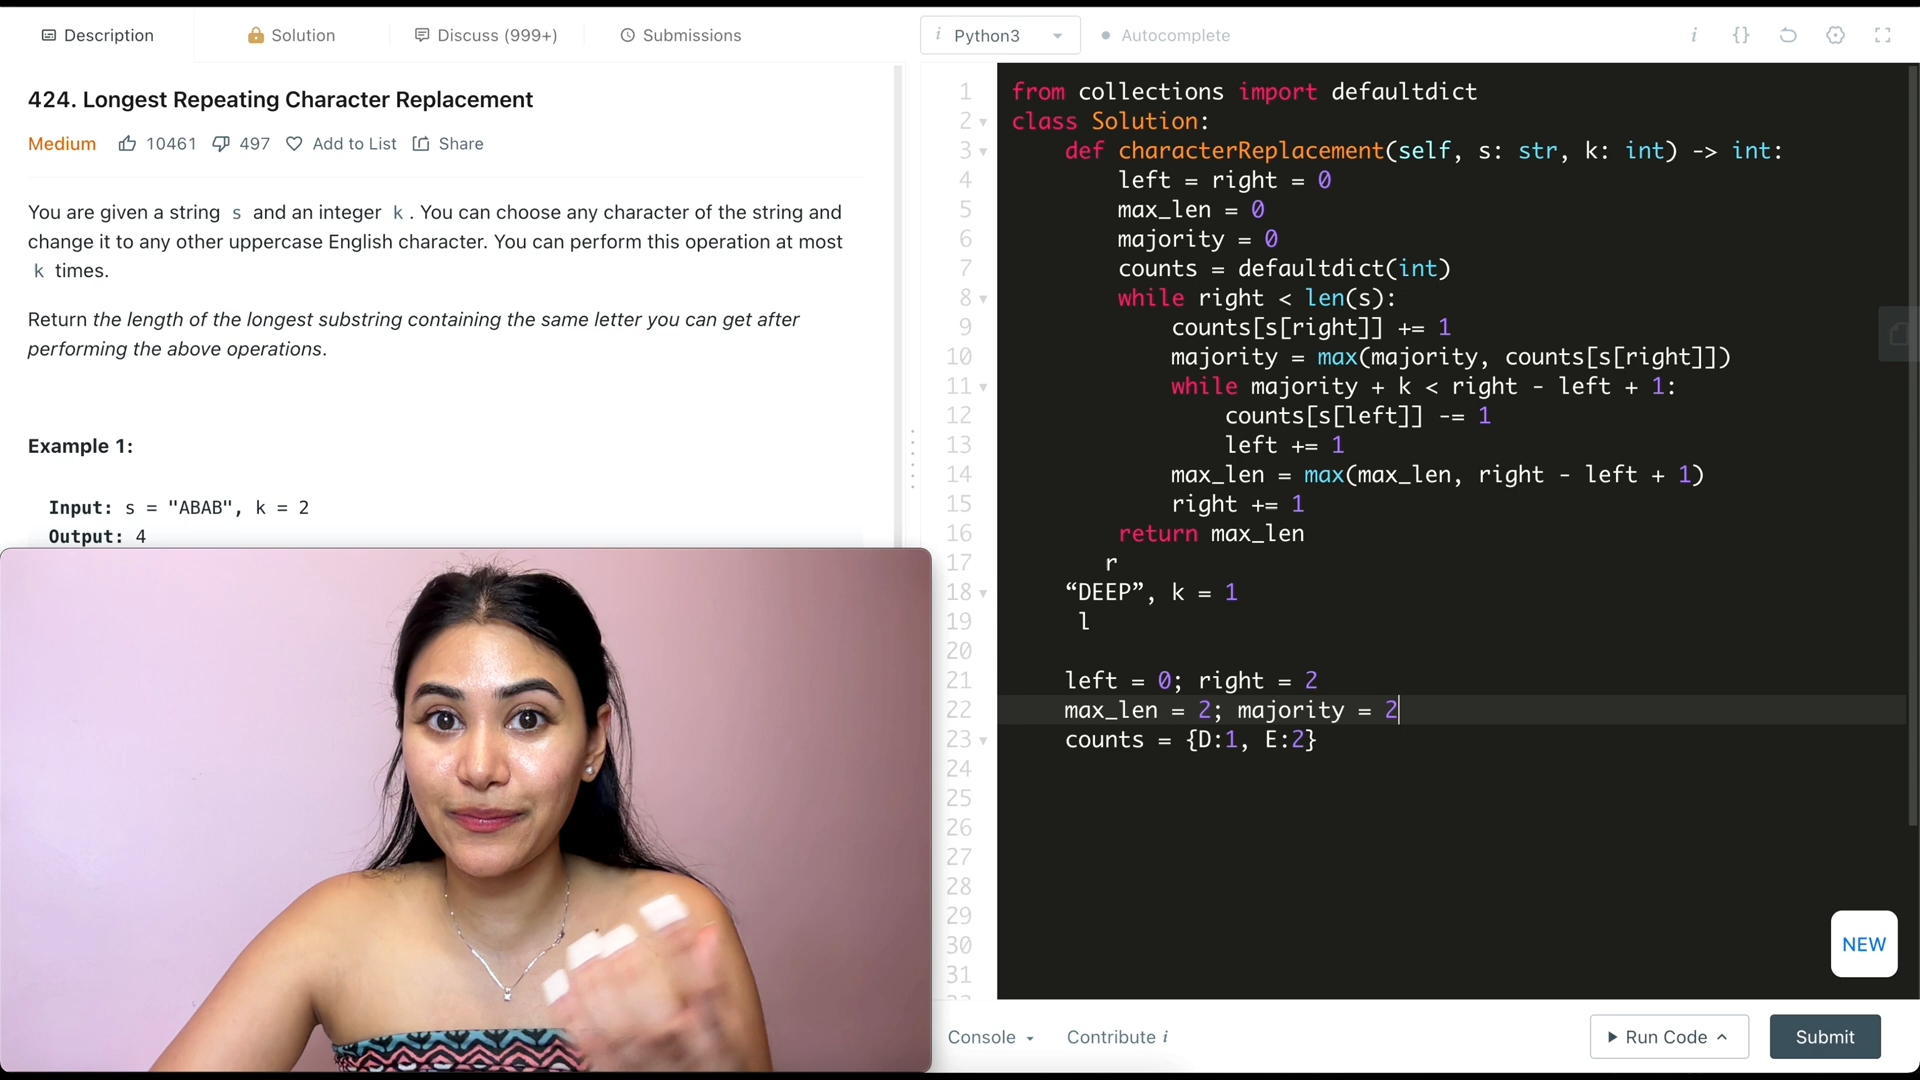 Description
Solution
Discuss (999+)
Submissions
i Python3
Autocomplete
i {}
424. Longest Repeating Character Replacement
Medium 10461 497 Add to List Share
You are given a string s and an integer k . You can choose any character of the string and
change it to any other uppercase English character. You can perform this operation at most
k times.
Return the length of the longest substring containing the same letter you can get after
performing the above operations.
Example 1:
Input: s = "ABAB", k = 2
Output: 4
1 from collections import defaultdict
2 class Solution:
3 def characterReplacement(self, s: str, k: int) -> int:
4 left = right = 0
5 max_len = 0
6 majority = 0
7 counts = defaultdict(int)
8 while right < len(s):
9 counts[s[right]] += 1
10 majority = max(majority, counts[s[right]])
11 while majority + k < right - left + 1:
12 counts[s[left]] -= 1
13 left += 1
14 max_len = max(max_len, right - left + 1)
15 right += 1
16 return max_len
17 r
18 “DEEP”, k = 1
19 l
20
21 left = 0; right = 2
22 max_len = 2; majority = 2
23 counts = {D:1, E:2}
24
25
26
27
28
29
30
31
NEW
Console
Contribute i
Run Code
Submit